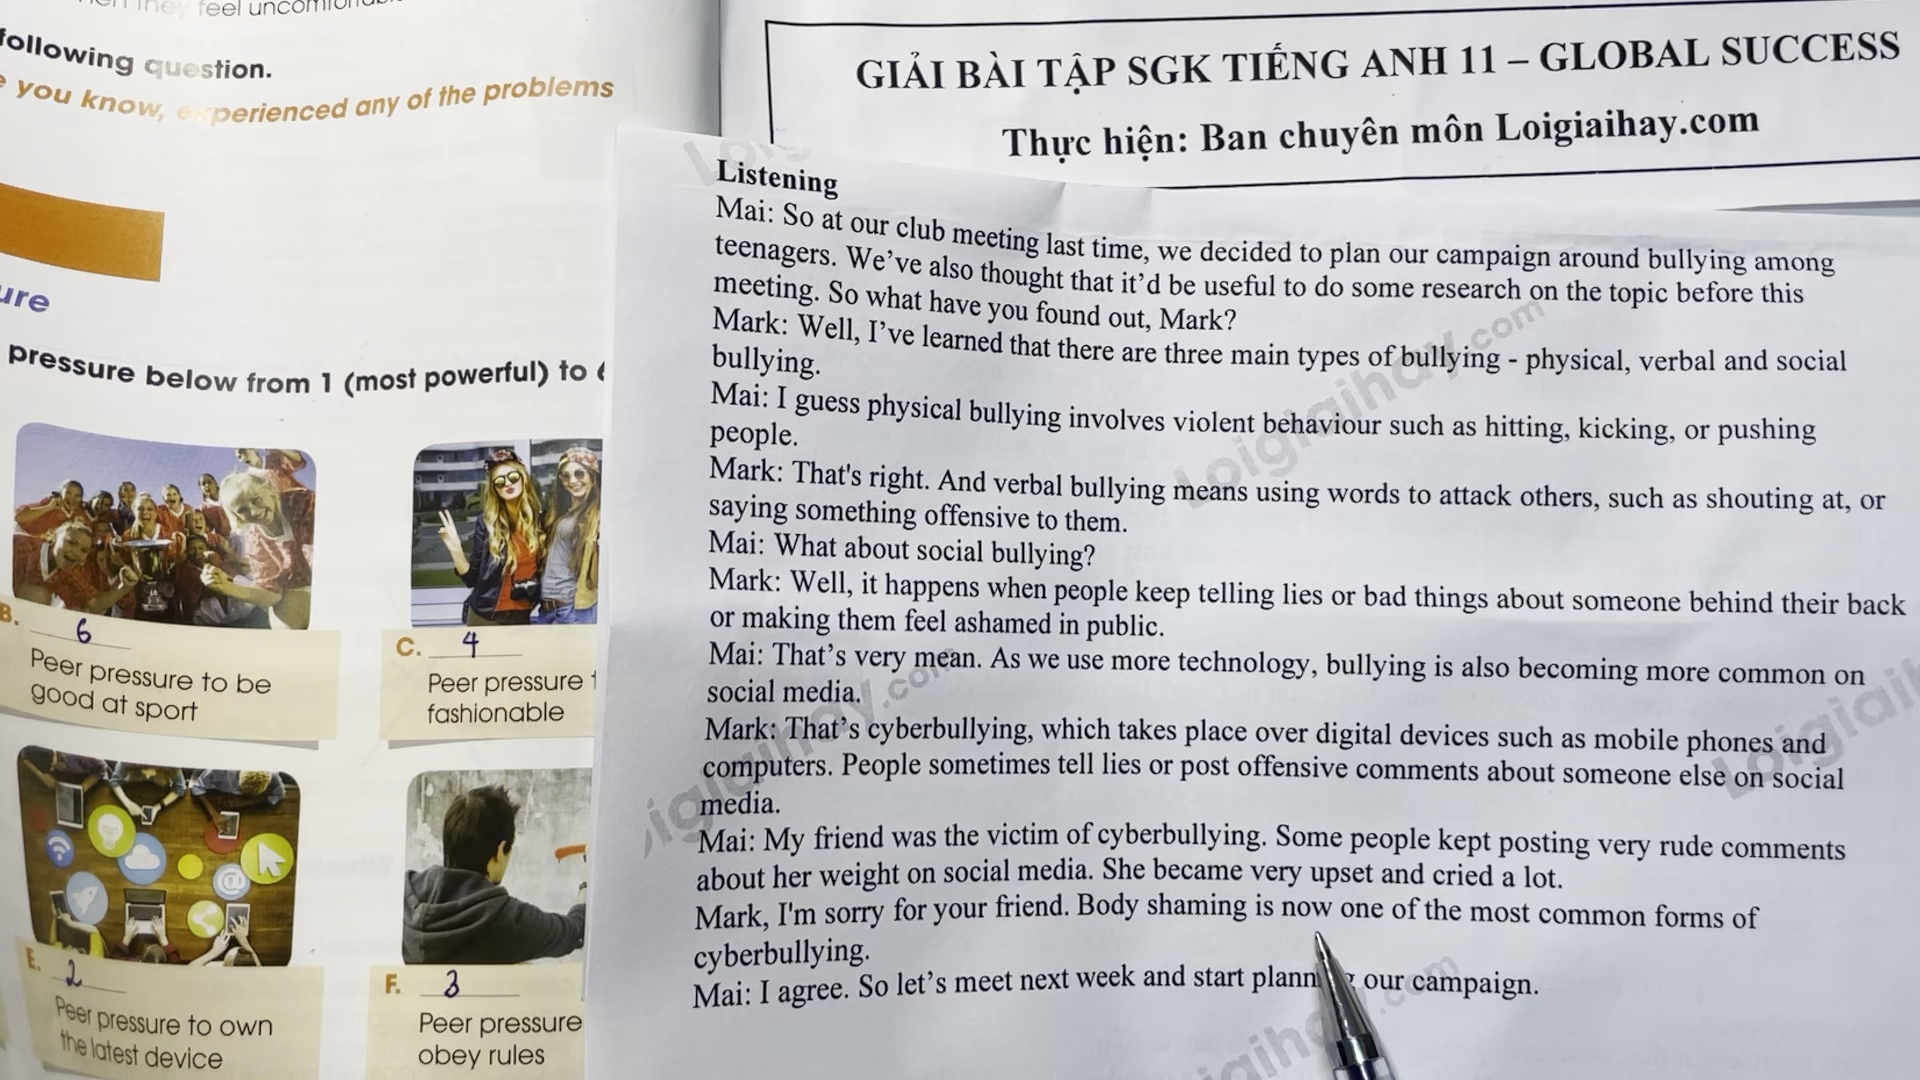 they feel
following question.
you know, experienced any of the problems
ure
pressure below from 1 (most powerful) to
B. 6
Peer pressure to be
good at sport
C. 4
Peer pressure
fashionable
E. 2
Peer pressure to own
the latest device
F. 3
Peer pressure
obey rules
GIẢI BÀI TẬP SGK TIẾNG ANH 11 – GLOBAL SUCCESS
Thực hiện: Ban chuyên môn Loigiaihay.com
Listening
Mai: So at our club meeting last time, we decided to plan our campaign around bullying among
teenagers. We've also thought that it'd be useful to do some research on the topic before this
meeting. So what have you found out, Mark?
Mark: Well, I've learned that there are three main types of bullying - physical, verbal and social
bullying.
Mai: I guess physical bullying involves violent behaviour such as hitting, kicking, or pushing
people.
Mark: That's right. And verbal bullying means using words to attack others, such as shouting at, or
saying something offensive to them.
Mai: What about social bullying?
Mark: Well, it happens when people keep telling lies or bad things about someone behind their back
or making them feel ashamed in public.
Mai: That's very mean. As we use more technology, bullying is also becoming more common on
social media.
Mark: That's cyberbullying, which takes place over digital devices such as mobile phones and
computers. People sometimes tell lies or post offensive comments about someone else on social
media.
Mai: My friend was the victim of cyberbullying. Some people kept posting very rude comments
about her weight on social media. She became very upset and cried a lot.
Mark, I'm sorry for your friend. Body shaming is now one of the most common forms of
cyberbullying.
Mai: I agree. So let's meet next week and start plann g our campaign.
Loigiaihay.com